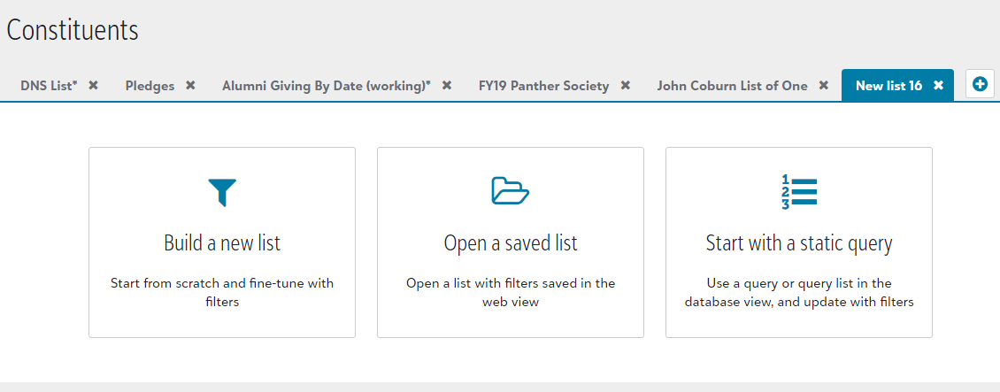 Constituents
DNS List* ✖ Pledges ✖ Alumni Giving By Date (working)* ✖ FY19 Panther Society ✖ John Coburn List of One ✖ New list 16 ✖
1
2
3
Build a new list
Start from scratch and fine-tune with
filters
Open a saved list
Open a list with filters saved in the
web view
Start with a static query
Use a query or query list in the
database view, and update with filters